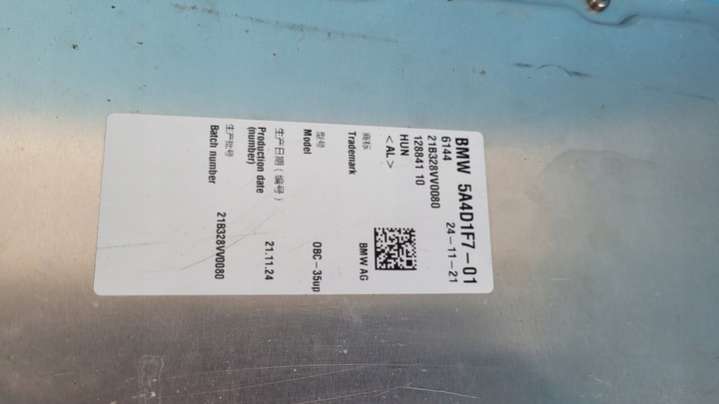 BMW 5A4D1F7-01
6144 24-11-21
21B328VV0080
128841 10
HUN
<AL>
商标
Trademark BMW AG
型号
Model OBC-35up
生产日期(编号)
Production date
(number) 21.11.24
生产批号
Batch number 21B328VV0080